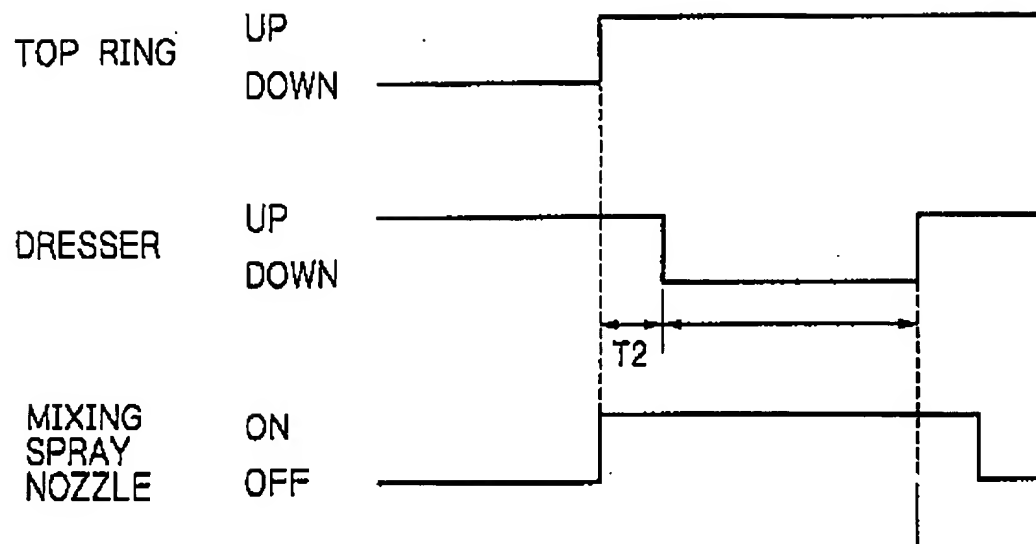 TOP RING
UP
DOWN
DRESSER
UP
DOWN
T2
MIXING
SPRAY
NOZZLE
ON
OFF